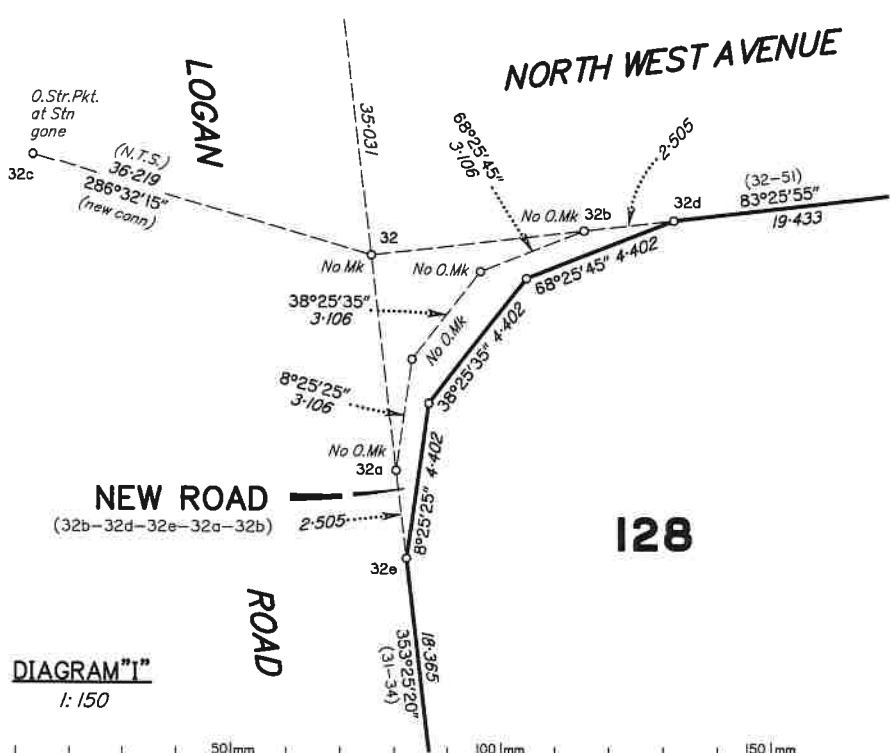 LOGAN
NORTH WEST AVENUE
O.Str.Pkt.
at Stn
gone
32c
(N.T.S.)
36·219
286°32'15"
(new conn)
35·031
68°25'45"
3·106
2·505
32
No Mk
No O.Mk
32b
32d
(32-51)
83°25'55"
19·433
No O.Mk
68°25'45" 4·402
38°25'35"
3·106
No O.Mk
38°25'35" 4·402
8°25'25"
3·106
No O.Mk
32a
8°25'25" 4·402
NEW ROAD
(32b-32d-32e-32a-32b)
2·505
128
32e
ROAD
18·365
353°25'20"
(31-34)
DIAGRAM"I"
1:150
50 mm
100 mm
150 mm